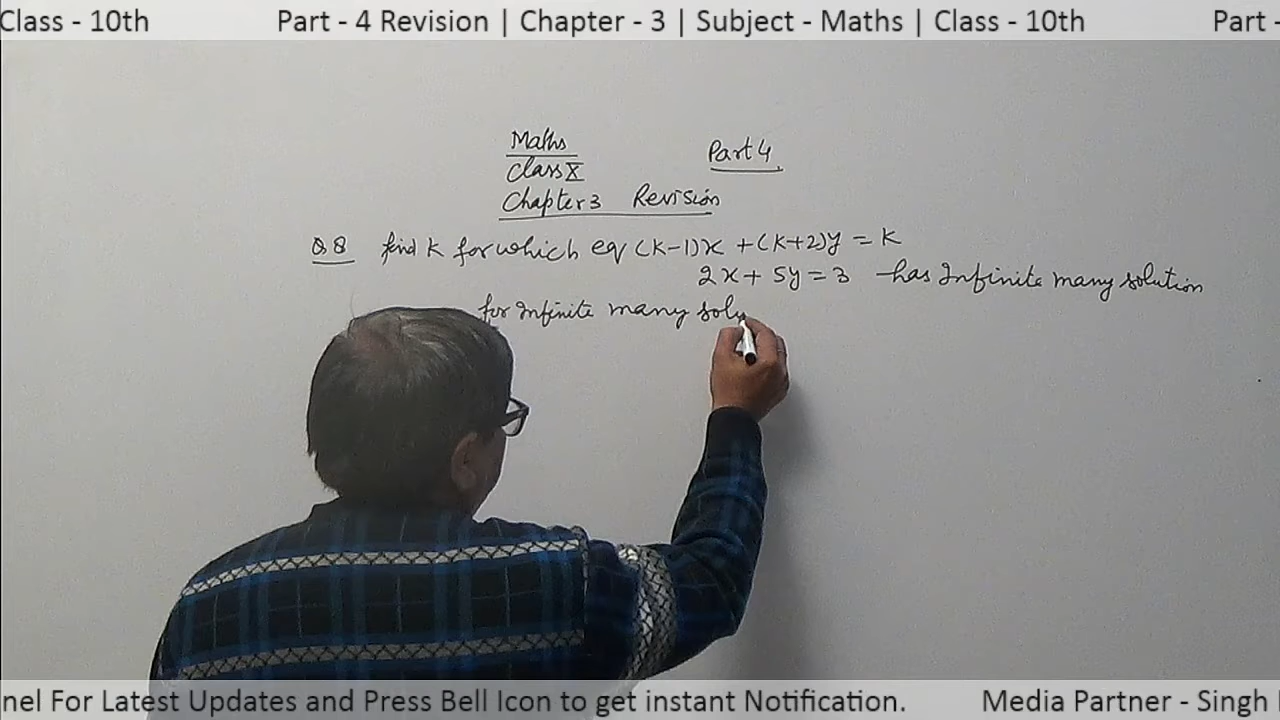 Class - 10th Part - 4 Revision | Chapter - 3 | Subject - Maths | Class - 10th Part -
Maths
Part 4
Class X
Chapter 3 Revision
Q.8 find K for which eq (K-1)x + (K+2)y = K
2x + 5y = 3 has Infinite many solution
for Infinite many solu
nel For Latest Updates and Press Bell Icon to get instant Notification. Media Partner - Singh